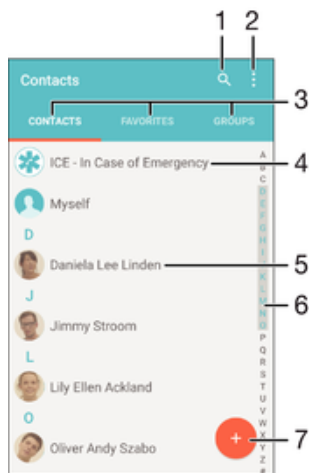 1 2
Contacts
3
CONTACTS FAVORITES GROUPS
ICE - In Case of Emergency 4
Myself
D
Daniela Lee Linden 5
J
Jimmy Stroom
6
L
Lily Ellen Ackland
O
Oliver Andy Szabo
+ 7
A
B
C
D
E
F
G
H
I
J
K
L
M
N
O
P
Q
R
S
T
U
V
W
X
Y
Z
#